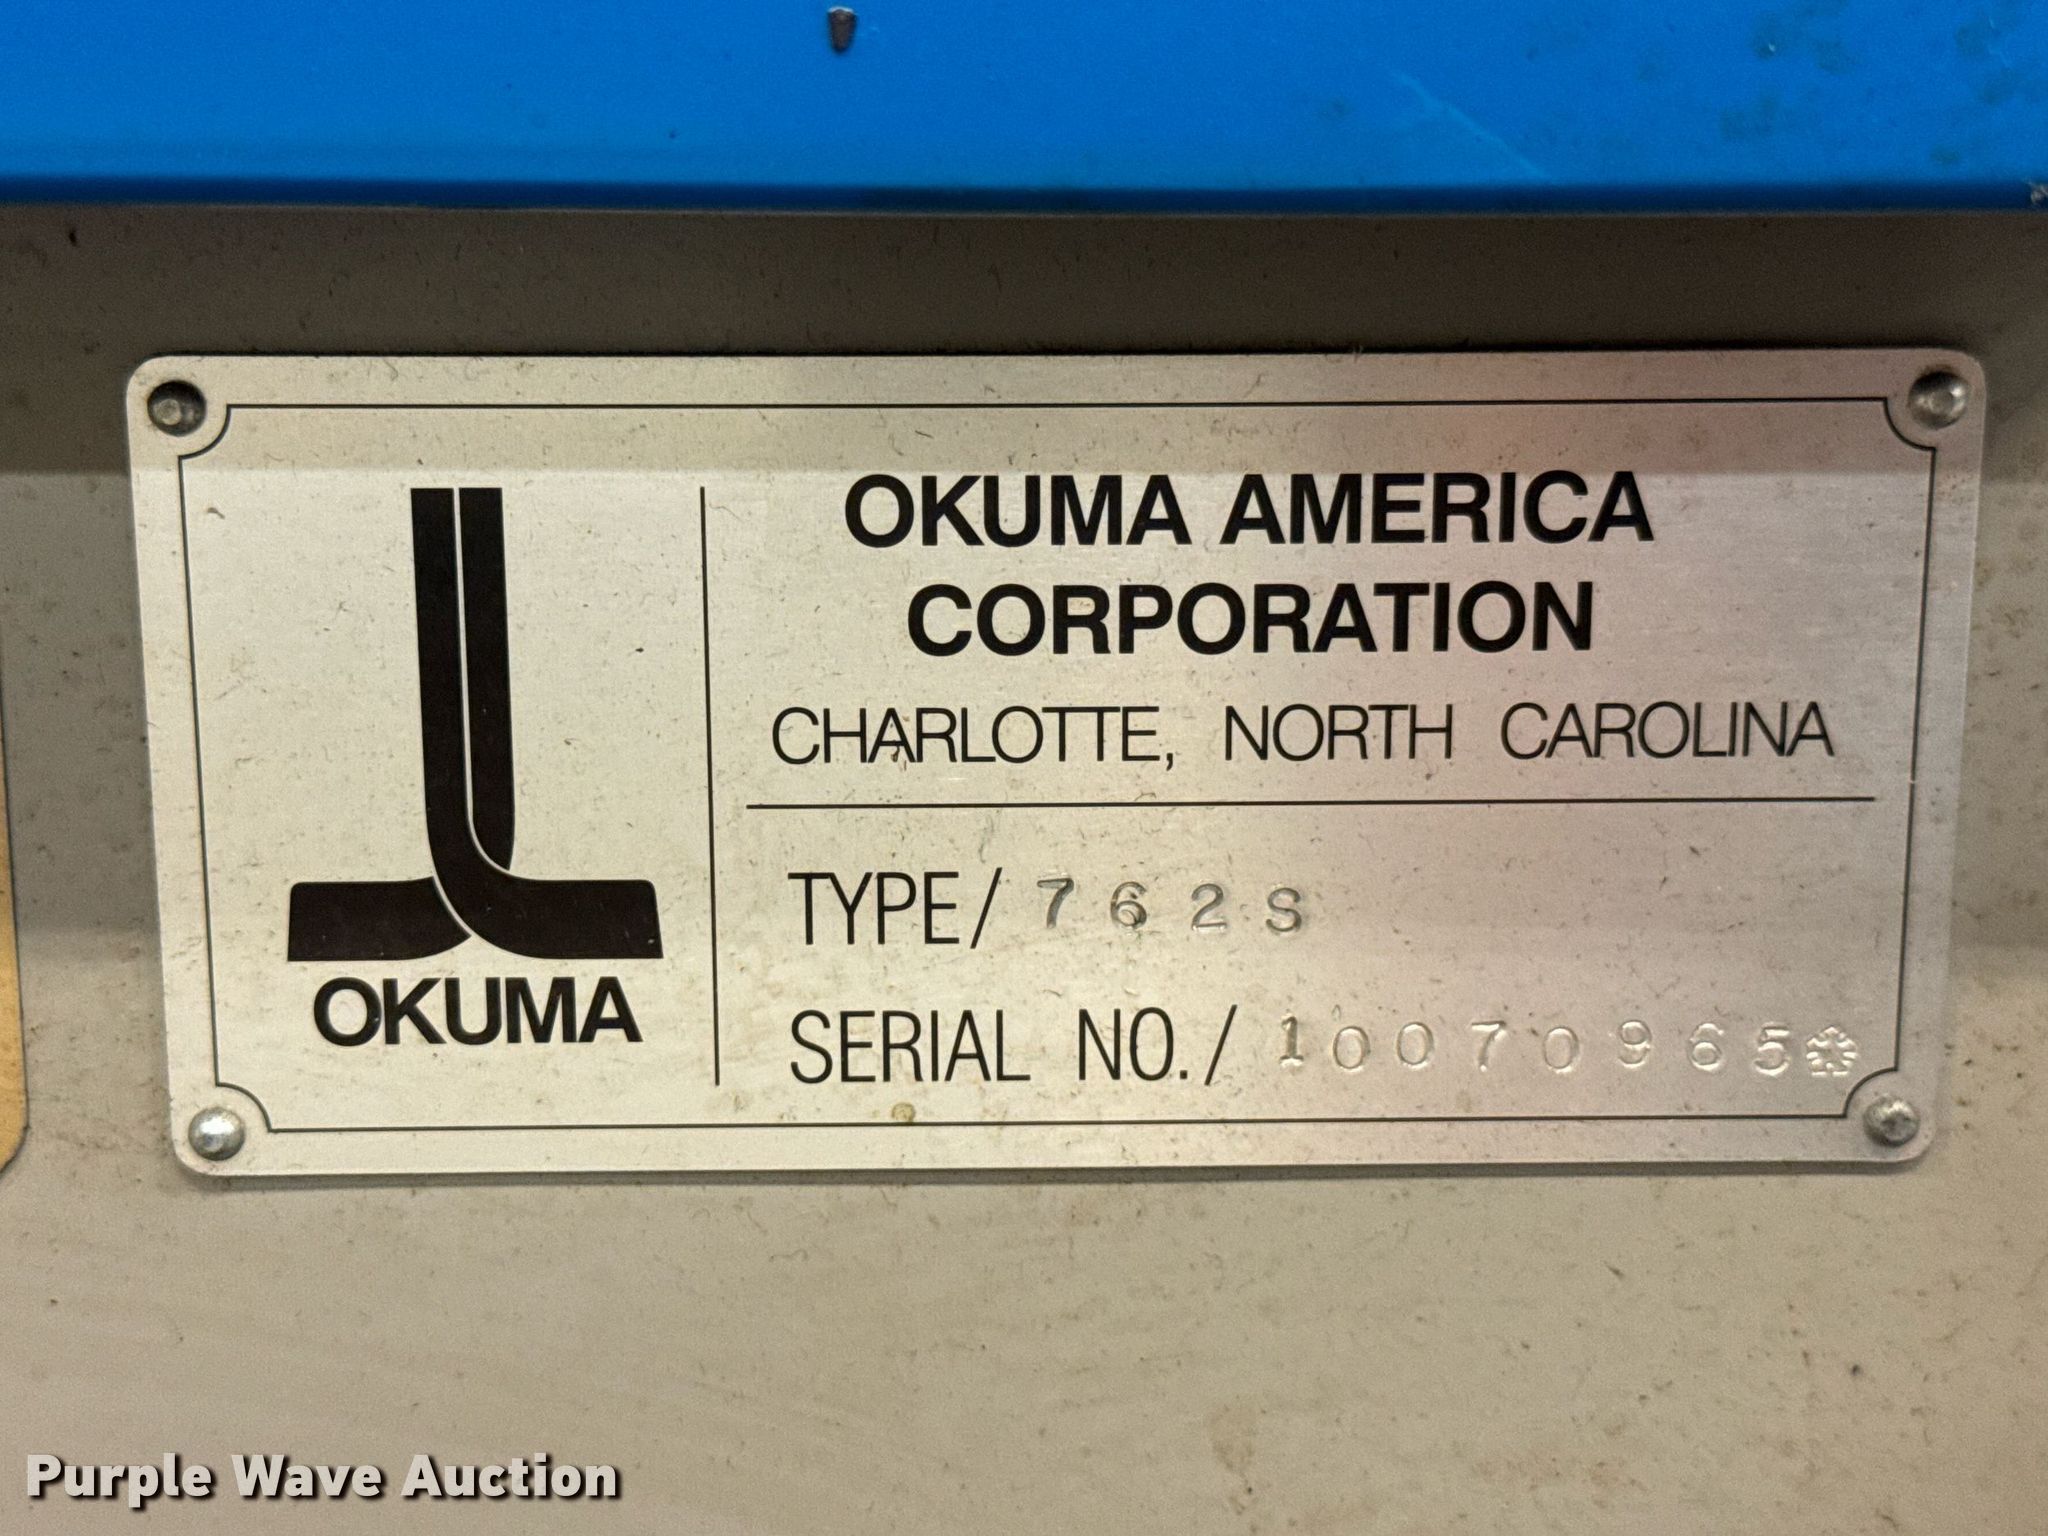 OKUMA
OKUMA AMERICA
CORPORATION
CHARLOTTE, NORTH CAROLINA
TYPE/ 762S
SERIAL NO./ 10070965
Purple Wave Auction